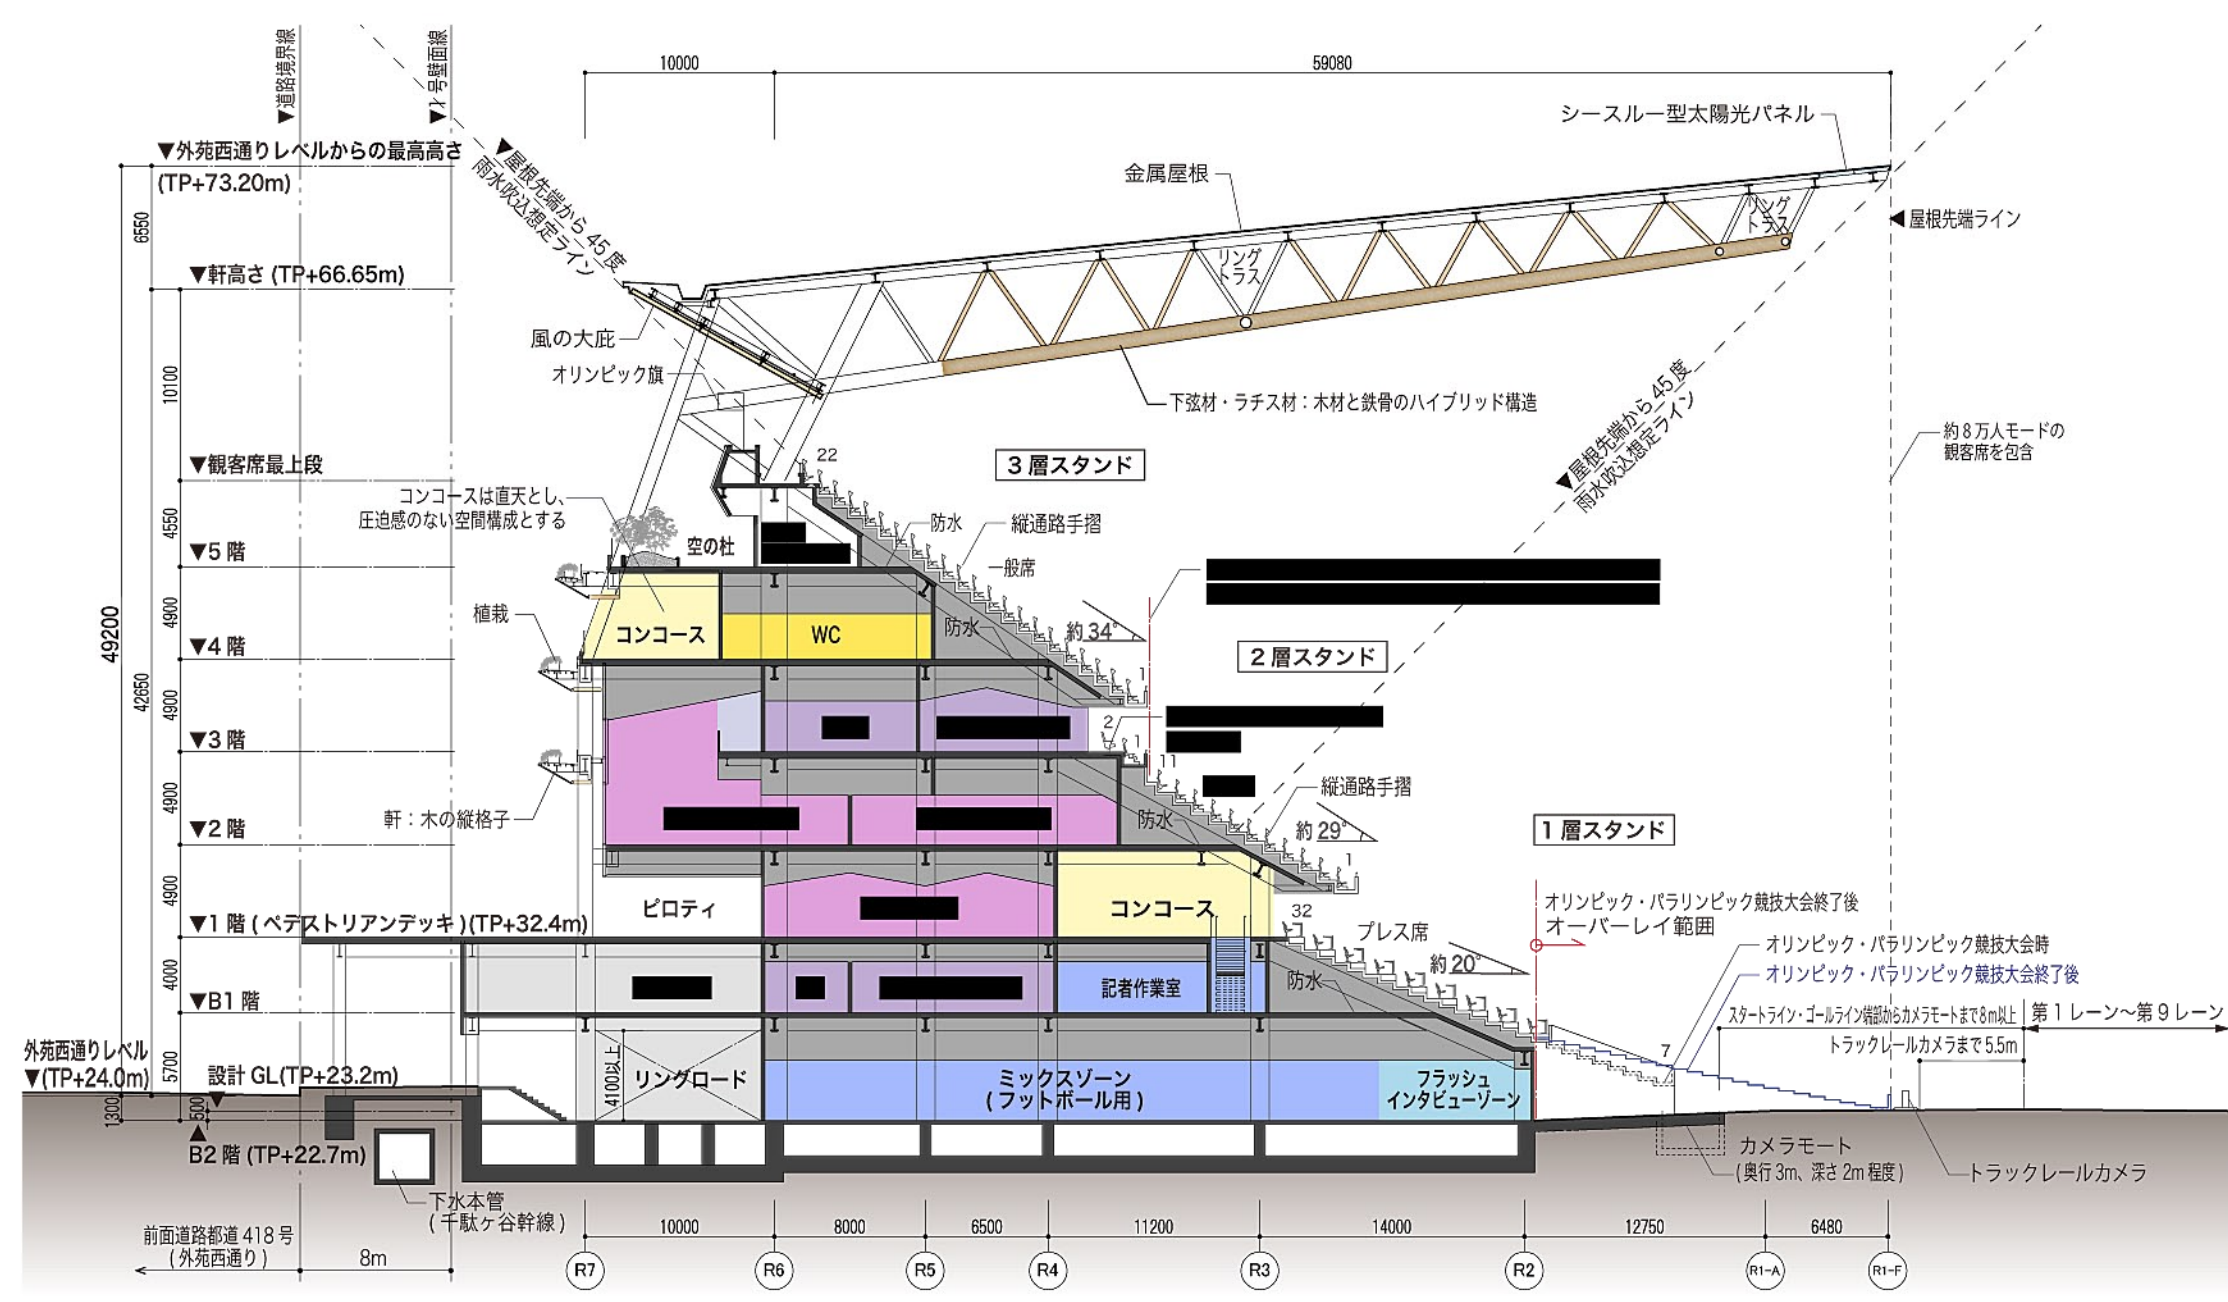 ▼道路境界線
▼1号壁面線
10000
59080
シースルー型太陽光パネル
▼外苑西通りレベルからの最高高さ
(TP+73.20m)
▼屋根先端から 45 度
雨水吹込想定ライン
金属屋根
リング
トラス
◀屋根先端ライン
6550
リング
トラス
▼軒高さ (TP+66.65m)
風の大庇
オリンピック旗
10100
下弦材・ラチス材：木材と鉄骨のハイブリッド構造
▼屋根先端から 45 度
雨水吹込想定ライン
約 8 万人モードの
観客席を包含
▼観客席最上段
22
3 層スタンド
コンコースは直天とし、
圧迫感のない空間構成とする
4550
防水
縦通路手摺
空の杜
▼5 階
一般席
49200
4900
植栽
コンコース
WC
防水
約 34°
▼4 階
2 層スタンド
42650
4900
1
2
▼3 階
1
11
4900
縦通路手摺
軒：木の縦格子
▼2 階
防水
約 29°
1 層スタンド
1
4900
ピロティ
コンコース
32
プレス席
オリンピック・パラリンピック競技大会終了後
オーバーレイ範囲
▼1 階 ( ペデストリアンデッキ ) (TP+32.4m)
オリンピック・パラリンピック競技大会時
オリンピック・パラリンピック競技大会終了後
4000
約 20°
防水
記者作業室
▼B1 階
スタートライン・ゴールライン端部からカメラモートまで8m以上
第 1 レーン〜第 9 レーン
トラックレールカメラまで 5.5m
7
外苑西通りレベル
▼(TP+24.0m)
5700
設計 GL(TP+23.2m)
4100以上
リングロード
ミックスゾーン
( フットボール用 )
フラッシュ
インタビューゾーン
1300
500
B2 階 (TP+22.7m)
カメラモート
( 奥行 3m、深さ 2m 程度 )
トラックレールカメラ
下水本管
( 千駄ヶ谷幹線 )
前面道路都道 418 号
( 外苑西通り )
8m
10000
8000
6500
11200
14000
12750
6480
R7
R6
R5
R4
R3
R2
R1-A
R1-F